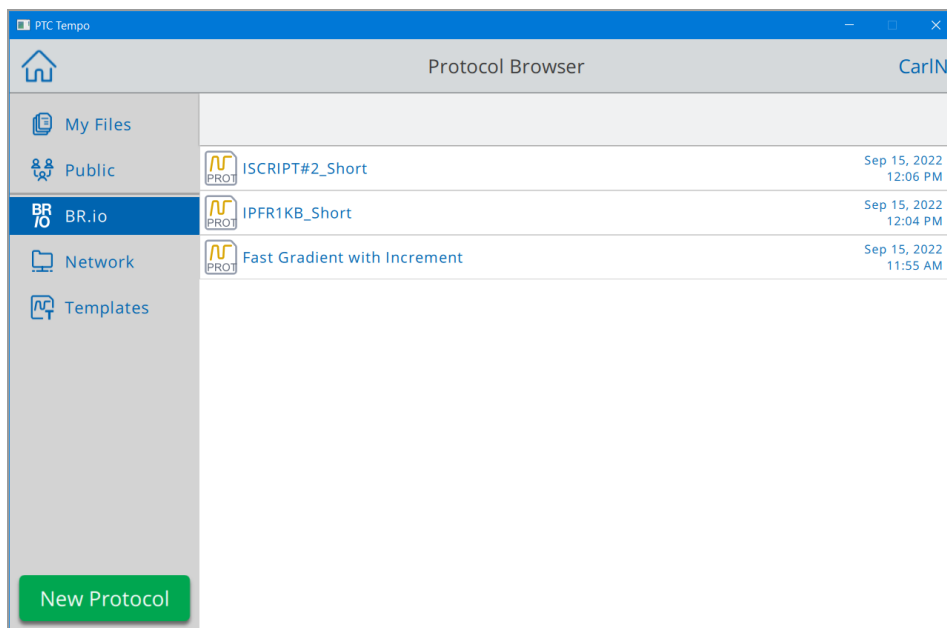 PTC Tempo
Protocol Browser
CarlN
My Files
Public
BR
IO
BR.io
Network
Templates
PROT
ISCRIPT#2_Short
Sep 15, 2022
12:06 PM
PROT
IPFR1KB_Short
Sep 15, 2022
12:04 PM
PROT
Fast Gradient with Increment
Sep 15, 2022
11:55 AM
T
New Protocol